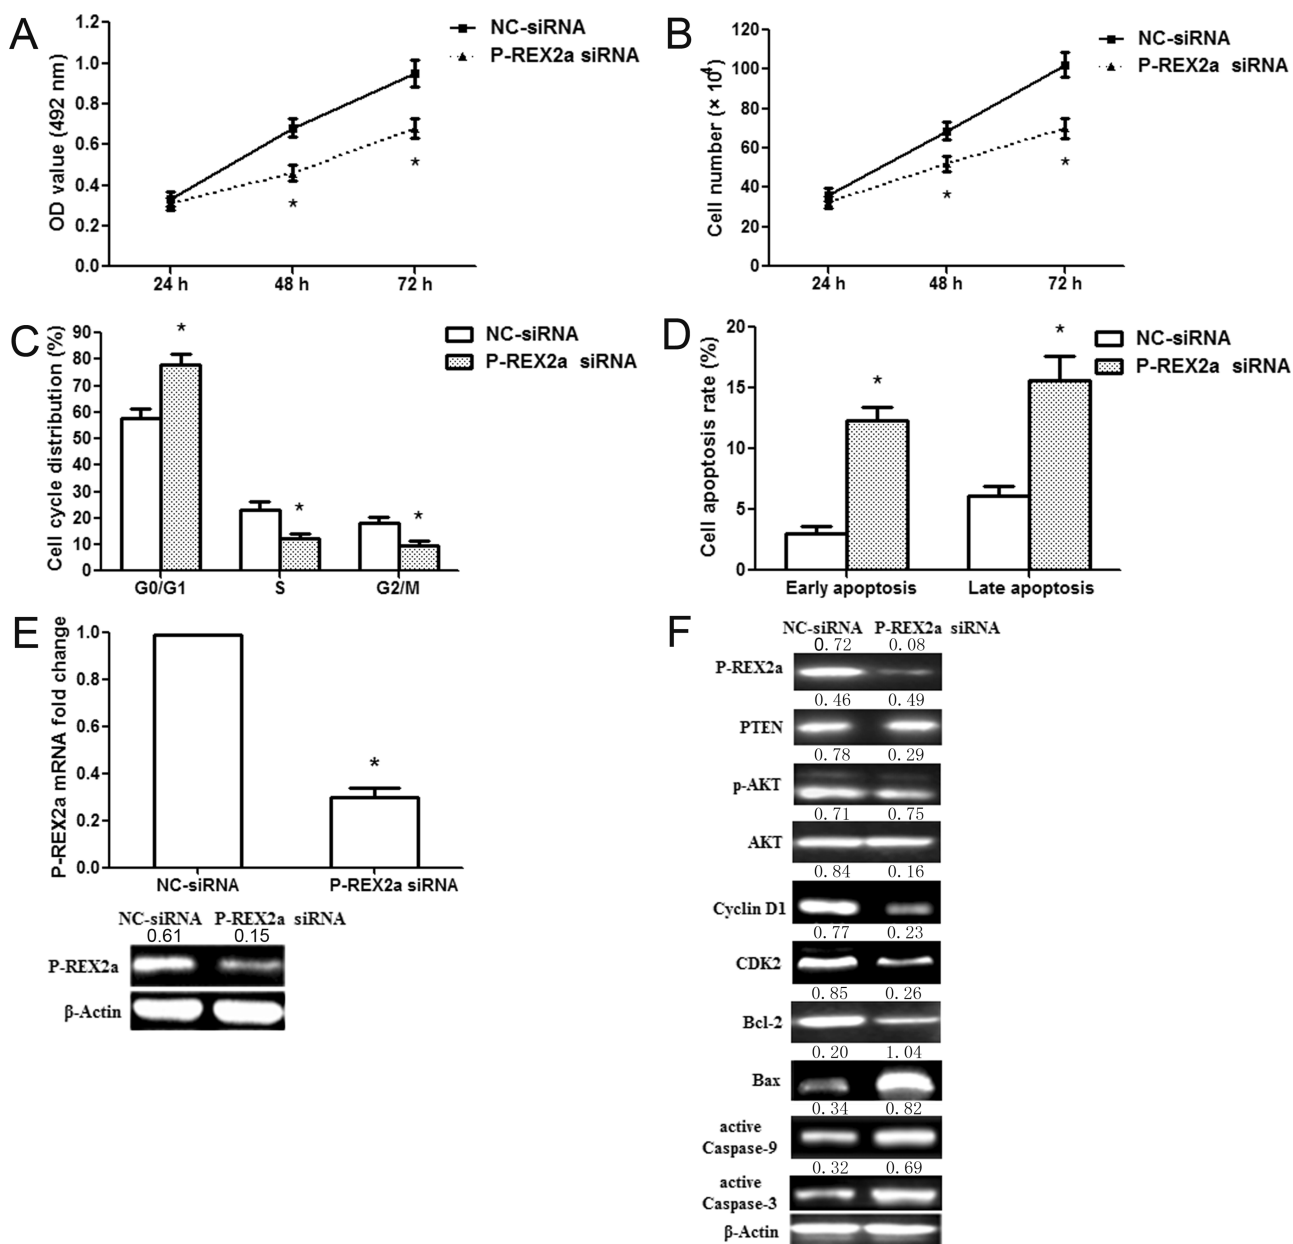 A
OD value (492 nm)
1.2
1.0
0.8
0.6
0.4
0.2
0.0
NC-siRNA
P-REX2a siRNA
*
*
24 h 48 h 72 h
B
Cell number (× 10⁴)
120
100
80
60
40
20
0
NC-siRNA
P-REX2a siRNA
*
*
24 h 48 h 72 h
C
Cell cycle distribution (%)
90
80
70
60
50
40
30
20
10
0
NC-siRNA
P-REX2a siRNA
*
*
*
G0/G1 S G2/M
D
Cell apoptosis rate (%)
20
15
10
5
0
NC-siRNA
P-REX2a siRNA
*
*
Early apoptosis Late apoptosis
E
P-REX2a mRNA fold change
1.0
0.8
0.6
0.4
0.2
0.0
*
NC-siRNA P-REX2a siRNA
NC-siRNA P-REX2a siRNA
0.61 0.15
P-REX2a
β-Actin
F
NC-siRNA P-REX2a siRNA
0.72 0.08
P-REX2a
0.46 0.49
PTEN
0.78 0.29
p-AKT
0.71 0.75
AKT
0.84 0.16
Cyclin D1
0.77 0.23
CDK2
0.85 0.26
Bcl-2
0.20 1.04
Bax
0.34 0.82
active
Caspase-9
0.32 0.69
active
Caspase-3
β-Actin